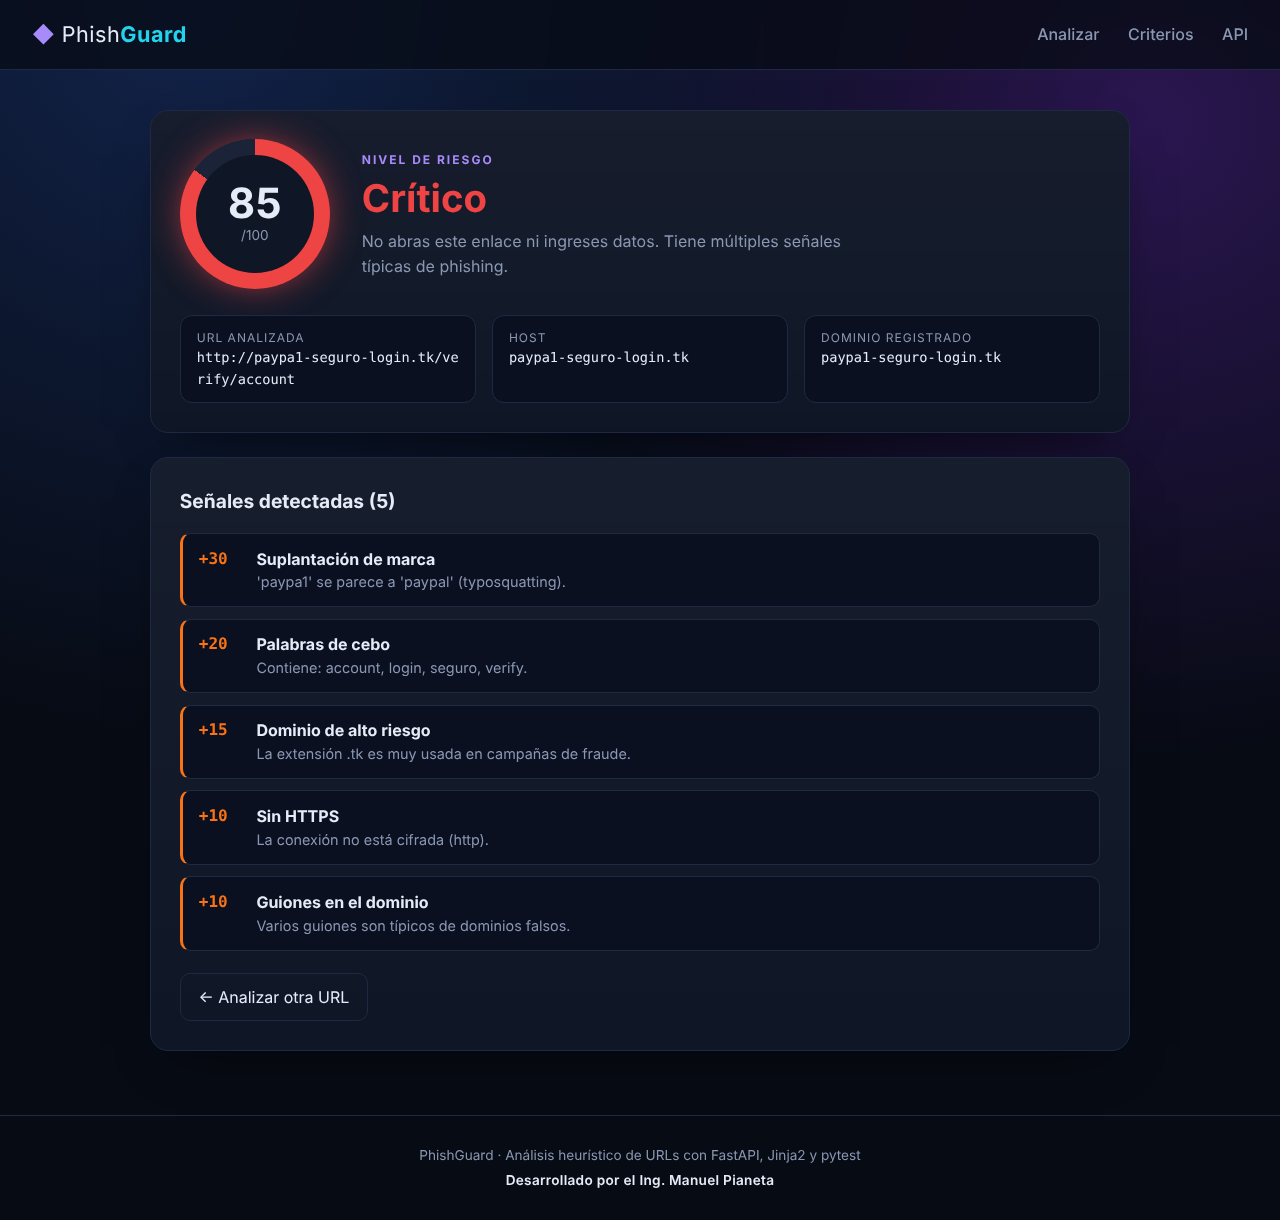 PhishGuard
Analizar
Criterios
API
85
/100
NIVEL DE RIESGO
Crítico
No abras este enlace ni ingreses datos. Tiene múltiples señales
típicas de phishing.
URL ANALIZADA
http://paypa1-seguro-login.tk/ve
rify/account
HOST
paypa1-seguro-login.tk
DOMINIO REGISTRADO
paypa1-seguro-login.tk
Señales detectadas (5)
+30
Suplantación de marca
'paypa1' se parece a 'paypal' (typosquatting).
+20
Palabras de cebo
Contiene: account, login, seguro, verify.
+15
Dominio de alto riesgo
La extensión .tk es muy usada en campañas de fraude.
+10
Sin HTTPS
La conexión no está cifrada (http).
+10
Guiones en el dominio
Varios guiones son típicos de dominios falsos.
← Analizar otra URL
PhishGuard · Análisis heurístico de URLs con FastAPI, Jinja2 y pytest
Desarrollado por el Ing. Manuel Pianeta